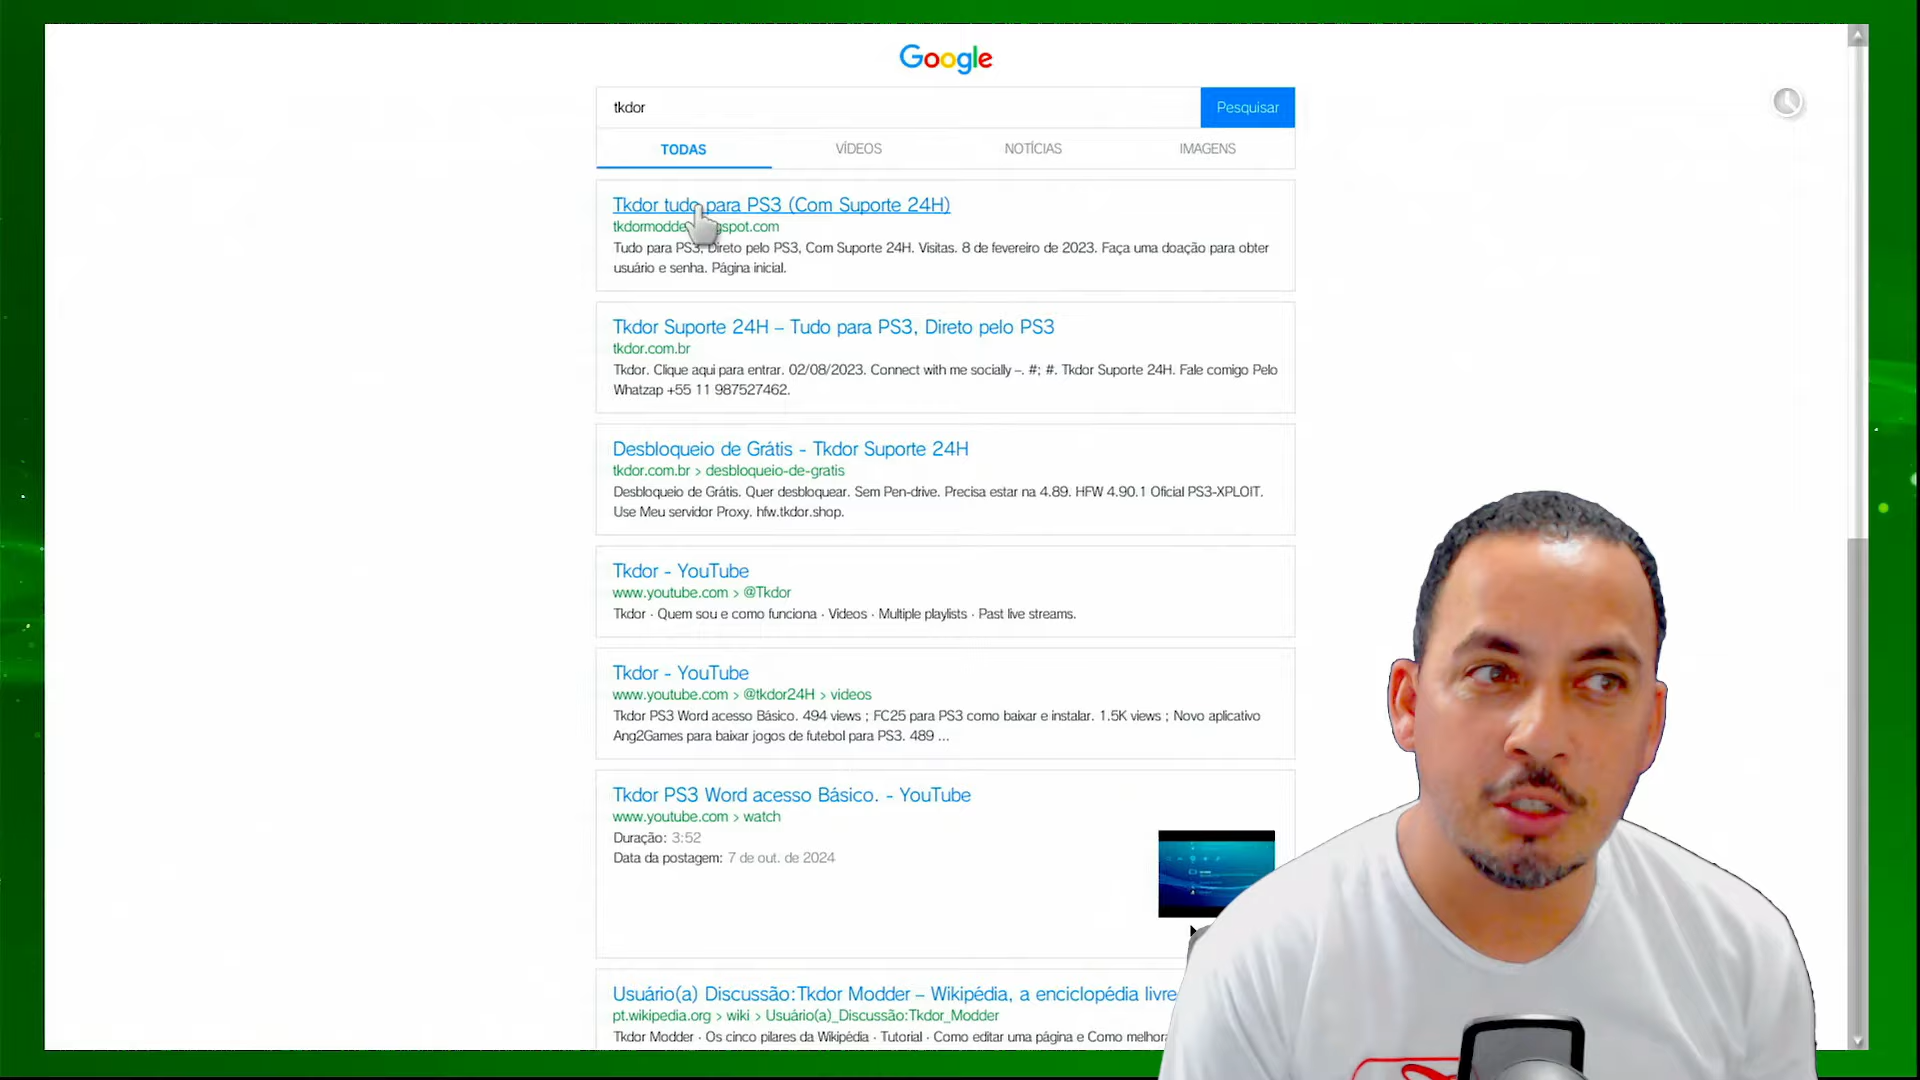 Google
tkdor
Pesquisar
TODAS
VÍDEOS
NOTÍCIAS
IMAGENS
Tkdor tudo para PS3 (Com Suporte 24H)
Tudo para PS3, Direto pelo PS3, Com Suporte 24H. Visitas. 8 de fevereiro de 2023. Faça uma doação para obter
usuário e senha. Página inicial.
Tkdor Suporte 24H – Tudo para PS3, Direto pelo PS3
tkdor.com.br
Tkdor. Clique aqui para entrar. 02/08/2023. Connect with me socially –. #; #. Tkdor Suporte 24H. Fale comigo Pelo
Whatzap +55 11 987527462.
Desbloqueio de Grátis - Tkdor Suporte 24H
tkdor.com.br > desbloqueio-de-gratis
Desbloqueio de Grátis. Quer desbloquear. Sem Pen-drive. Precisa estar na 4.89. HFW 4.90.1 Oficial PS3-XPLOIT.
Use Meu servidor Proxy. hfw.tkdor.shop.
Tkdor - YouTube
www.youtube.com > @Tkdor
Tkdor · Quem sou e como funciona · Videos · Multiple playlists · Past live streams.
Tkdor - YouTube
www.youtube.com > @tkdor24H > videos
Tkdor PS3 Word acesso Básico. 494 views ; FC25 para PS3 como baixar e instalar. 1.5K views ; Novo aplicativo
Ang2Games para baixar jogos de futebol para PS3. 489 ...
Tkdor PS3 Word acesso Básico. - YouTube
www.youtube.com > watch
Duração: 3:52
Data da postagem: 7 de out. de 2024
Usuário(a) Discussão:Tkdor Modder – Wikipédia, a enciclopédia livre
pt.wikipedia.org > wiki > Usuário(a)_Discussão:Tkdor_Modder
Tkdor Modder · Os cinco pilares da Wikipédia · Tutorial · Como editar uma página e Como